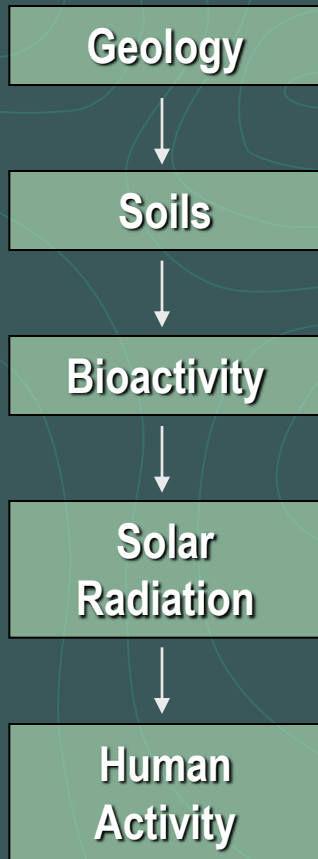 Geology
Soils
Bioactivity
Solar
Radiation
Human
Activity